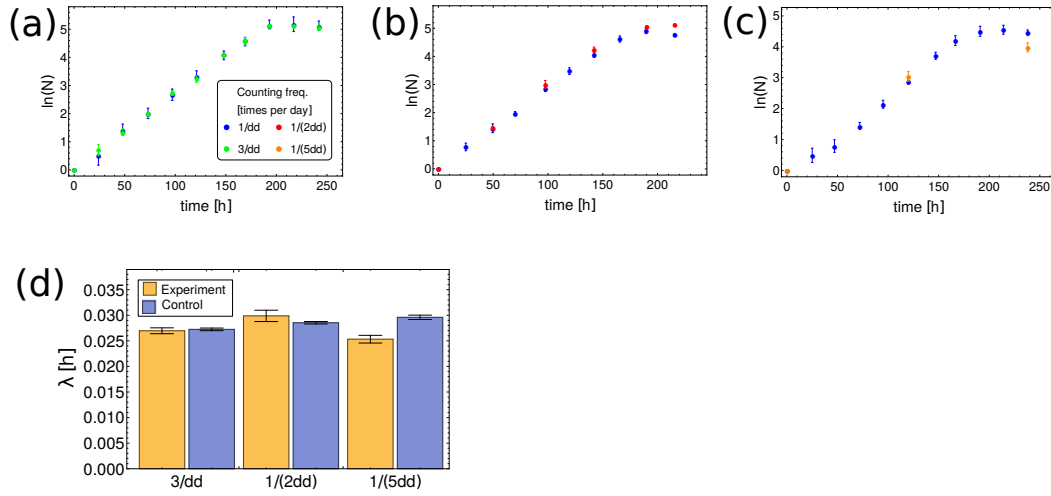 (a)
ln(N)
5
4
3
2
1
0
Counting freq.
[times per day]
1/dd
1/(2dd)
3/dd
1/(5dd)
0
50
100
150
200
250
time [h]
(b)
ln(N)
5
4
3
2
1
0
0
50
100
150
200
time [h]
(c)
ln(N)
5
4
3
2
1
0
0
50
100
150
200
250
time [h]
(d)
λ [h]
0.035
0.030
0.025
0.020
0.015
0.010
0.005
0.000
Experiment
Control
3/dd
1/(2dd)
1/(5dd)